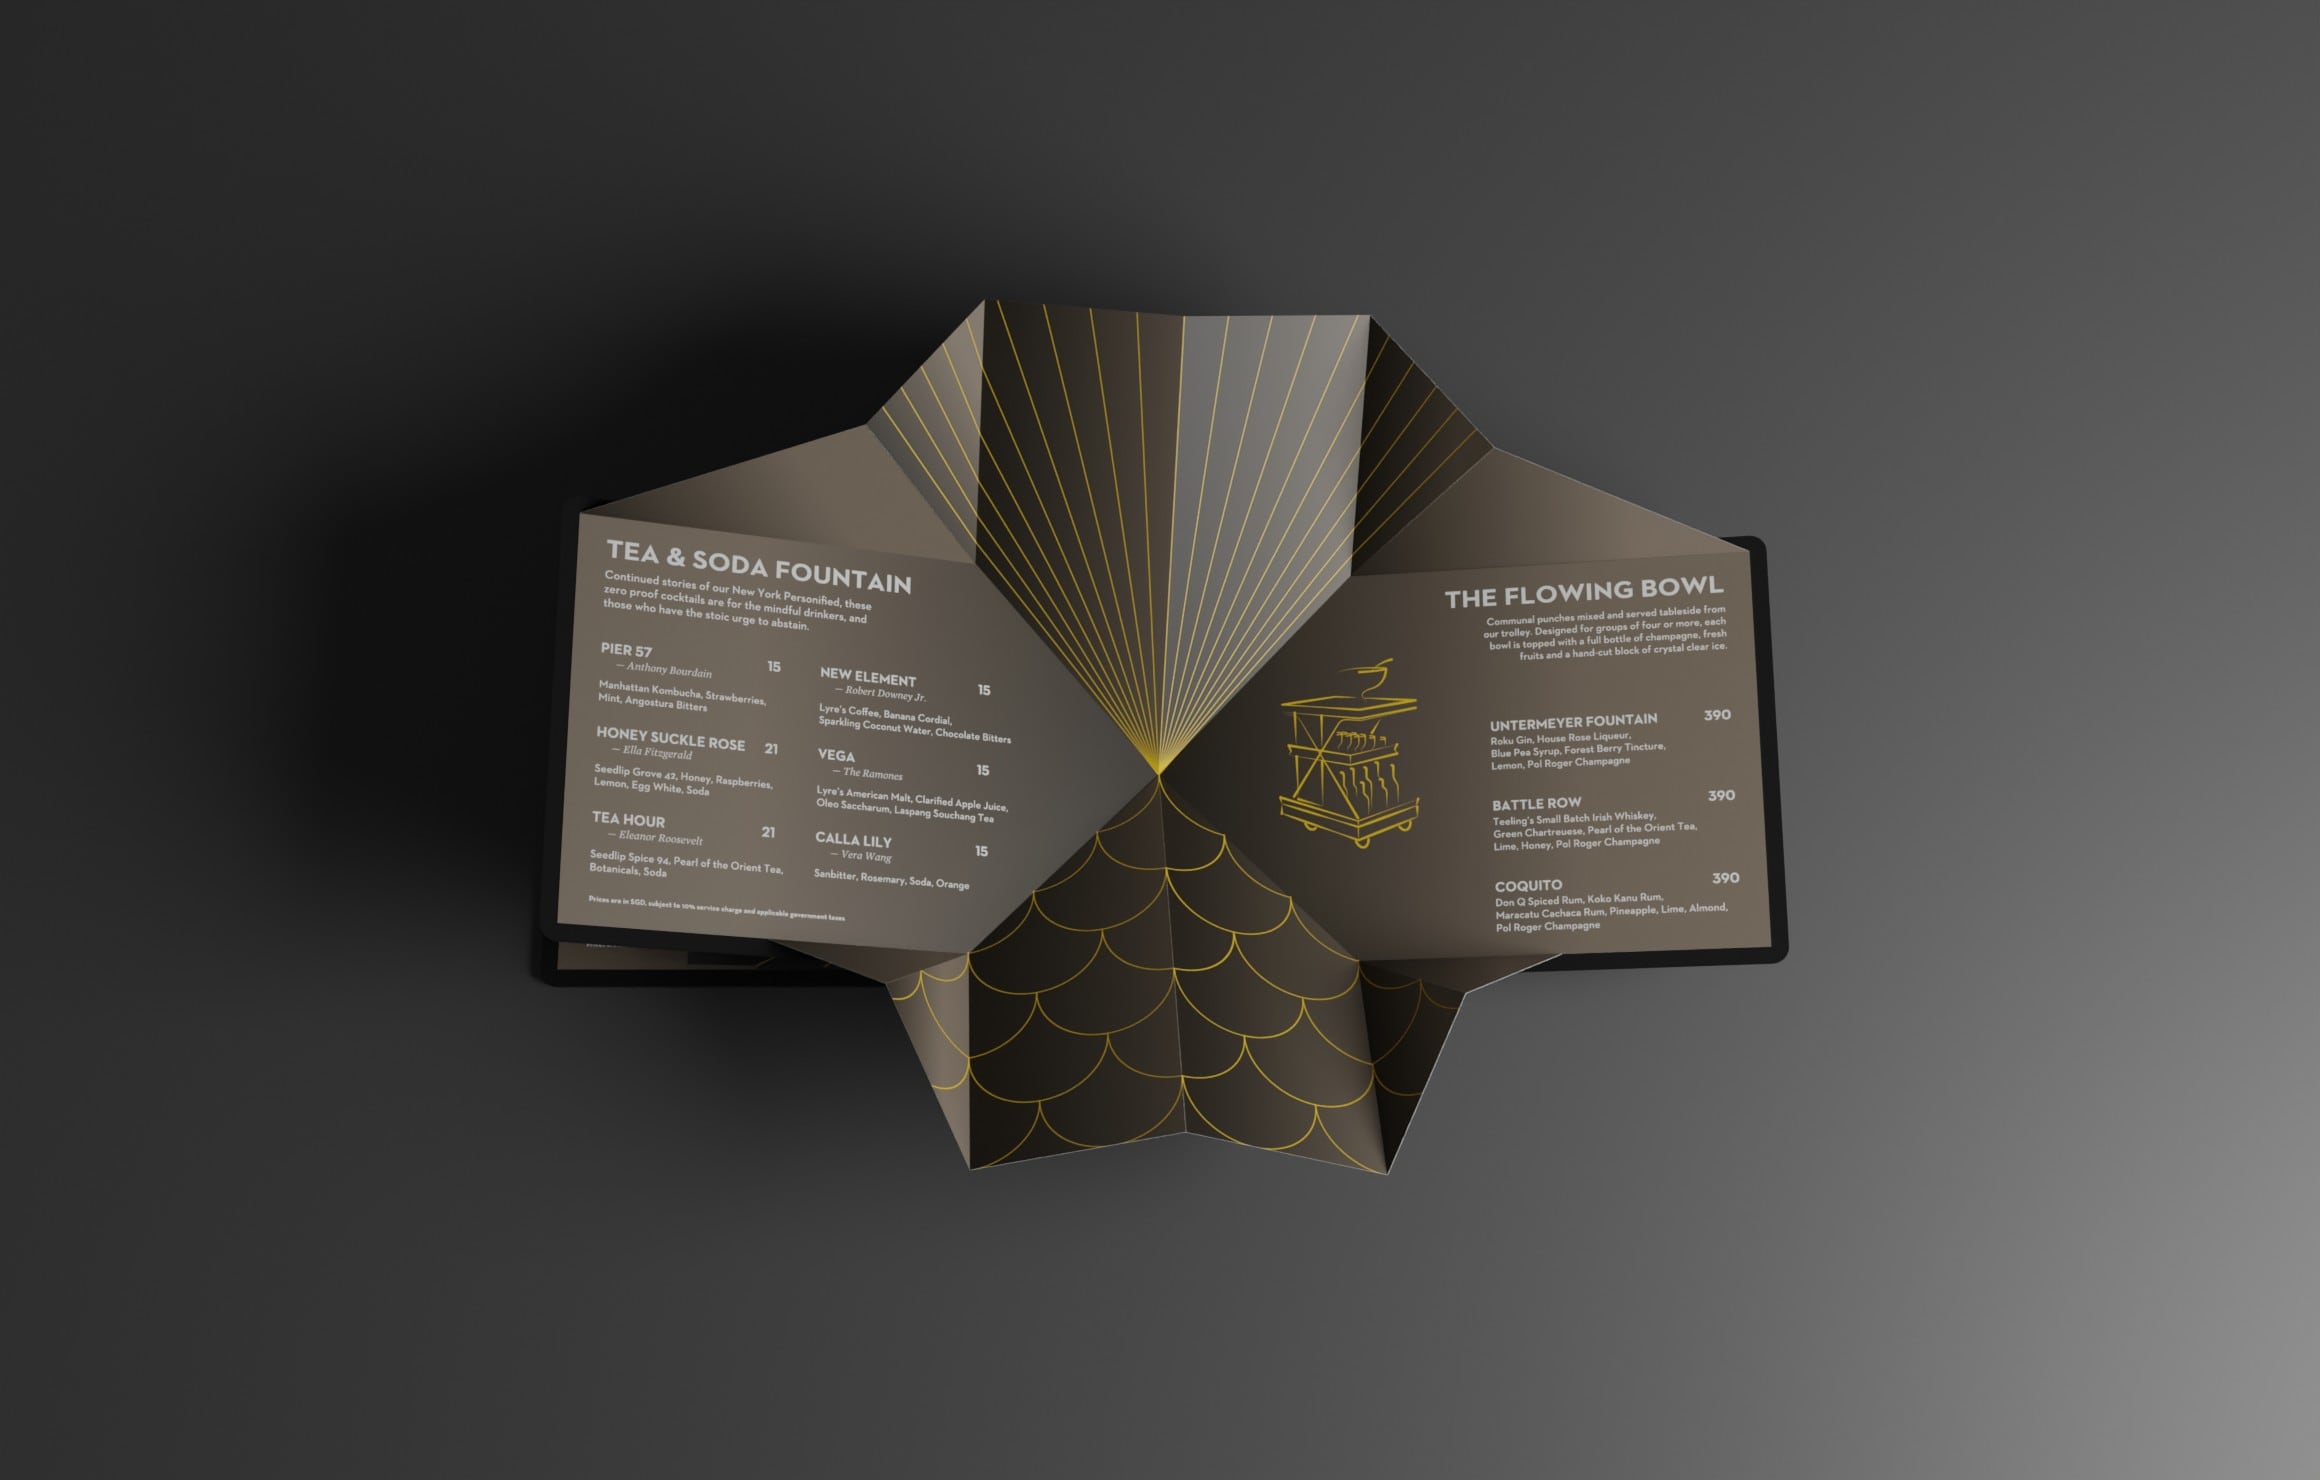 TEA & SODA FOUNTAIN
Continued stories of our New York Personified, these
zero proof cocktails are for the mindful drinkers, and
those who have the stoic urge to abstain.
PIER 57 15
— Anthony Bourdain
Manhattan Kombucha, Strawberries,
Mint, Angostura Bitters
HONEY SUCKLE ROSE 21
— Ella Fitzgerald
Seedlip Grove 42, Honey, Raspberries,
Lemon, Egg White, Soda
TEA HOUR 21
— Eleanor Roosevelt
Seedlip Spice 94, Pearl of the Orient Tea,
Botanicals, Soda
NEW ELEMENT 15
— Robert Downey Jr.
Lyre's Coffee, Banana Cordial,
Sparkling Coconut Water, Chocolate Bitters
VEGA 15
— The Ramones
Lyre's American Malt, Clarified Apple Juice,
Oleo Saccharum, Laspang Souchang Tea
CALLA LILY 15
— Vera Wang
Sanbitter, Rosemary, Soda, Orange
Prices are in SGD, subject to 10% service charge and applicable government taxes
THE FLOWING BOWL
Communal punches mixed and served tableside from
our trolley. Designed for groups of four or more, each
bowl is topped with a full bottle of champagne, fresh
fruits and a hand-cut block of crystal clear ice.
UNTERMEYER FOUNTAIN 390
Roku Gin, House Rose Liqueur,
Blue Pea Syrup, Forest Berry Tincture,
Lemon, Pol Roger Champagne
BATTLE ROW 390
Teeling's Small Batch Irish Whiskey,
Green Chartreuese, Pearl of the Orient Tea,
Lime, Honey, Pol Roger Champagne
COQUITO 390
Don Q Spiced Rum, Koko Kanu Rum,
Maracatu Cachaca Rum, Pineapple, Lime, Almond,
Pol Roger Champagne